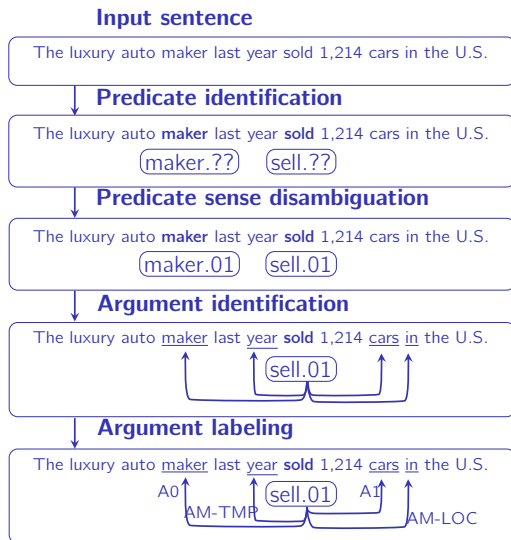 Input sentence
The luxury auto maker last year sold 1,214 cars in the U.S.
Predicate identification
The luxury auto maker last year sold 1,214 cars in the U.S.
maker.?? sell.??
Predicate sense disambiguation
The luxury auto maker last year sold 1,214 cars in the U.S.
maker.01 sell.01
Argument identification
The luxury auto maker last year sold 1,214 cars in the U.S.
sell.01
Argument labeling
The luxury auto maker last year sold 1,214 cars in the U.S.
A0 sell.01 A1
AM-TMP AM-LOC